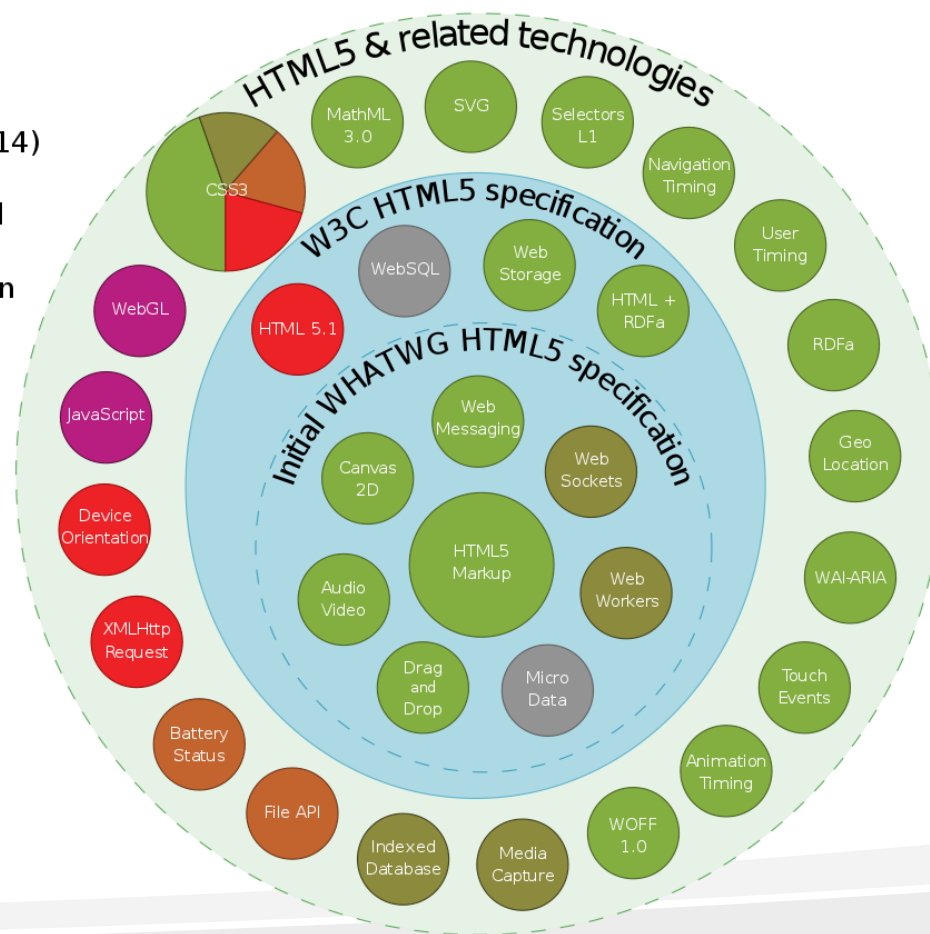 HTML5 & related technologies
14)
n
CSS3
MathML
3.0
SVG
Selectors
L1
Navigation
Timing
User
Timing
RDFa
Geo
Location
WAI-ARIA
Touch
Events
Animation
Timing
WOFF
1.0
Media
Capture
Indexed
Database
File API
Battery
Status
XMLHttp
Request
Device
Orientation
JavaScript
WebGL
W3C HTML5 specification
HTML 5.1
WebSQL
Web
Storage
HTML +
RDFa
Initial WHATWG HTML5 specification
Web
Messaging
Web
Sockets
Web
Workers
Micro
Data
Drag
and
Drop
Audio
Video
Canvas
2D
HTML5
Markup